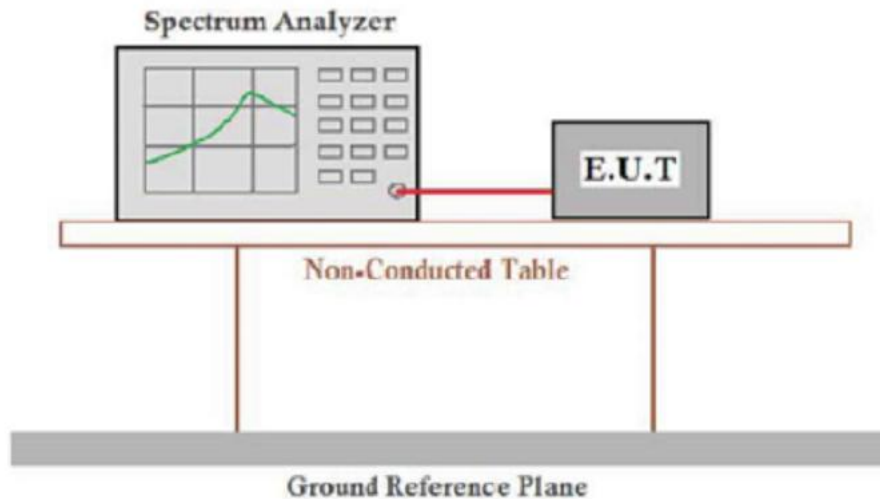 Spectrum Analyzer
E.U.T
Non-Conducted Table
Ground Reference Plane